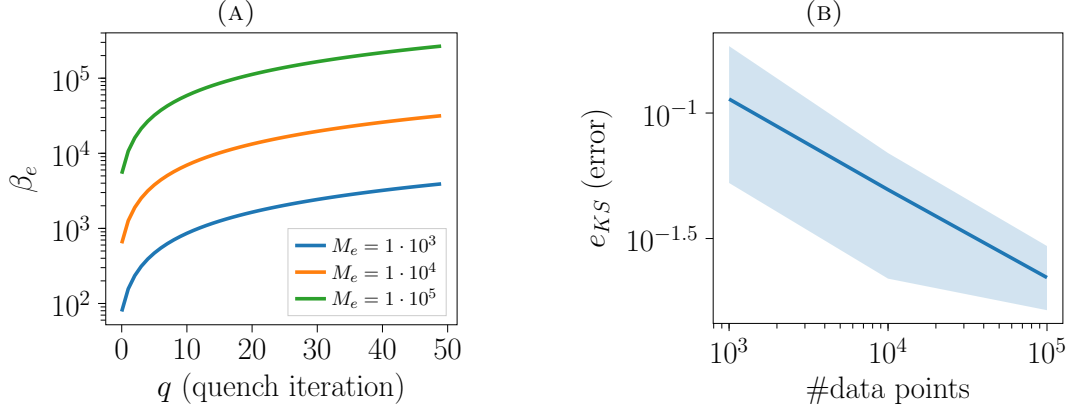 (A)
10^5
10^4
10^3
10^2
β_e
M_e = 1 · 10^3
M_e = 1 · 10^4
M_e = 1 · 10^5
0 10 20 30 40 50
q (quench iteration)
(B)
10^−1
10^−1.5
e_KS (error)
10^3 10^4 10^5
#data points